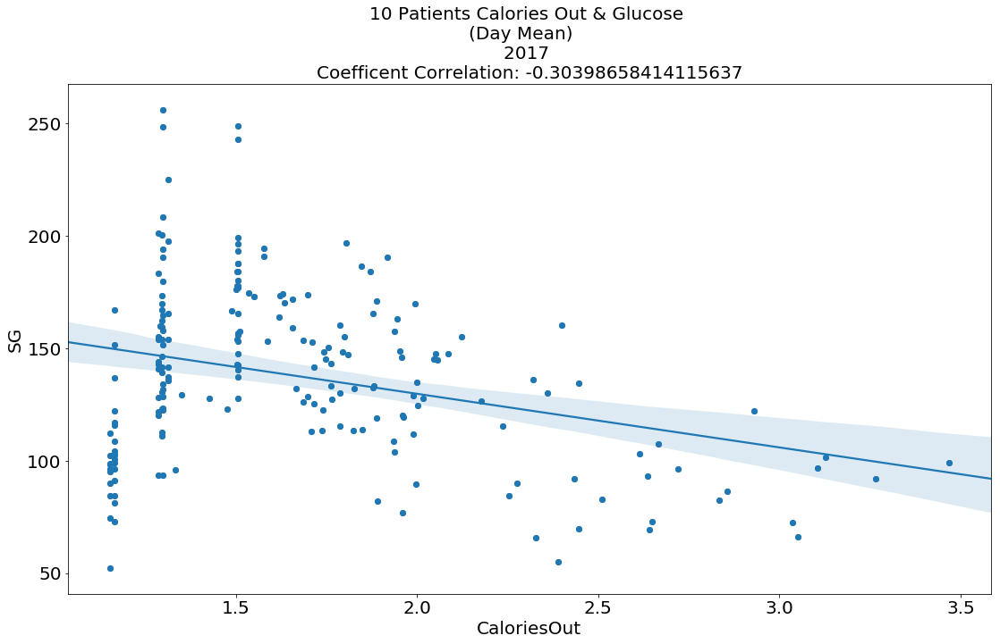 10 Patients Calories Out & Glucose
(Day Mean)
2017
Coefficent Correlation: -0.30398658414115637
250
200
150
100
50
SG
1.5 2.0 2.5 3.0 3.5
CaloriesOut